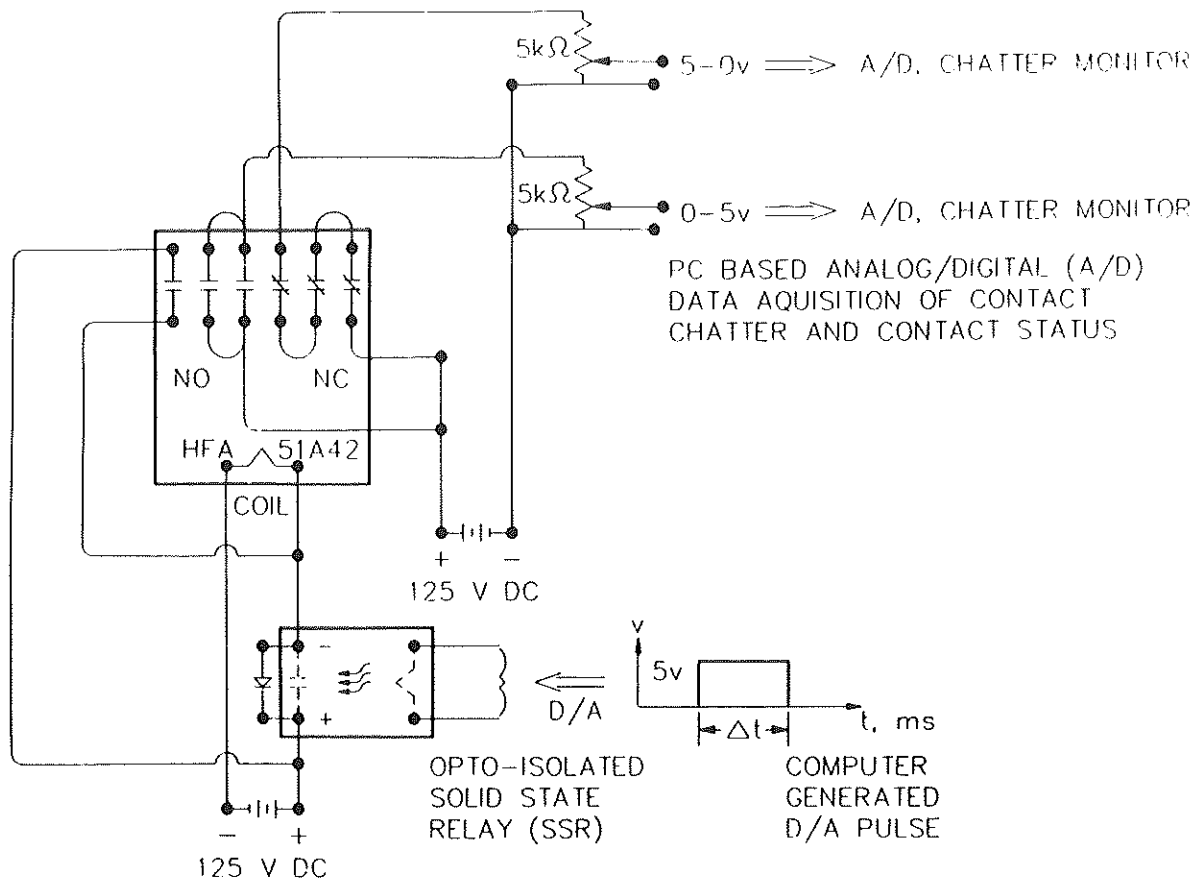 5kΩ
5-0v ⟹ A/D, CHATTER MONITOR
5kΩ
0-5v ⟹ A/D, CHATTER MONITOR
PC BASED ANALOG/DIGITAL (A/D)
DATA AQUISITION OF CONTACT
CHATTER AND CONTACT STATUS
NO
NC
HFA
51A42
COIL
+ -
125 V DC
-
+
D/A
v
5v
Δt
t, ms
OPTO-ISOLATED
SOLID STATE
RELAY (SSR)
COMPUTER
GENERATED
D/A PULSE
- +
125 V DC